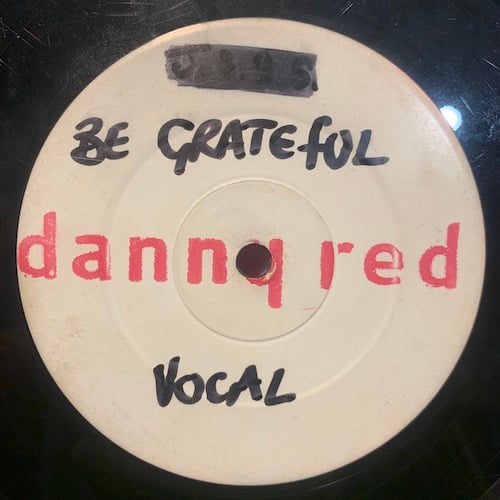 BE GRATEFUL
danny red
VOCAL